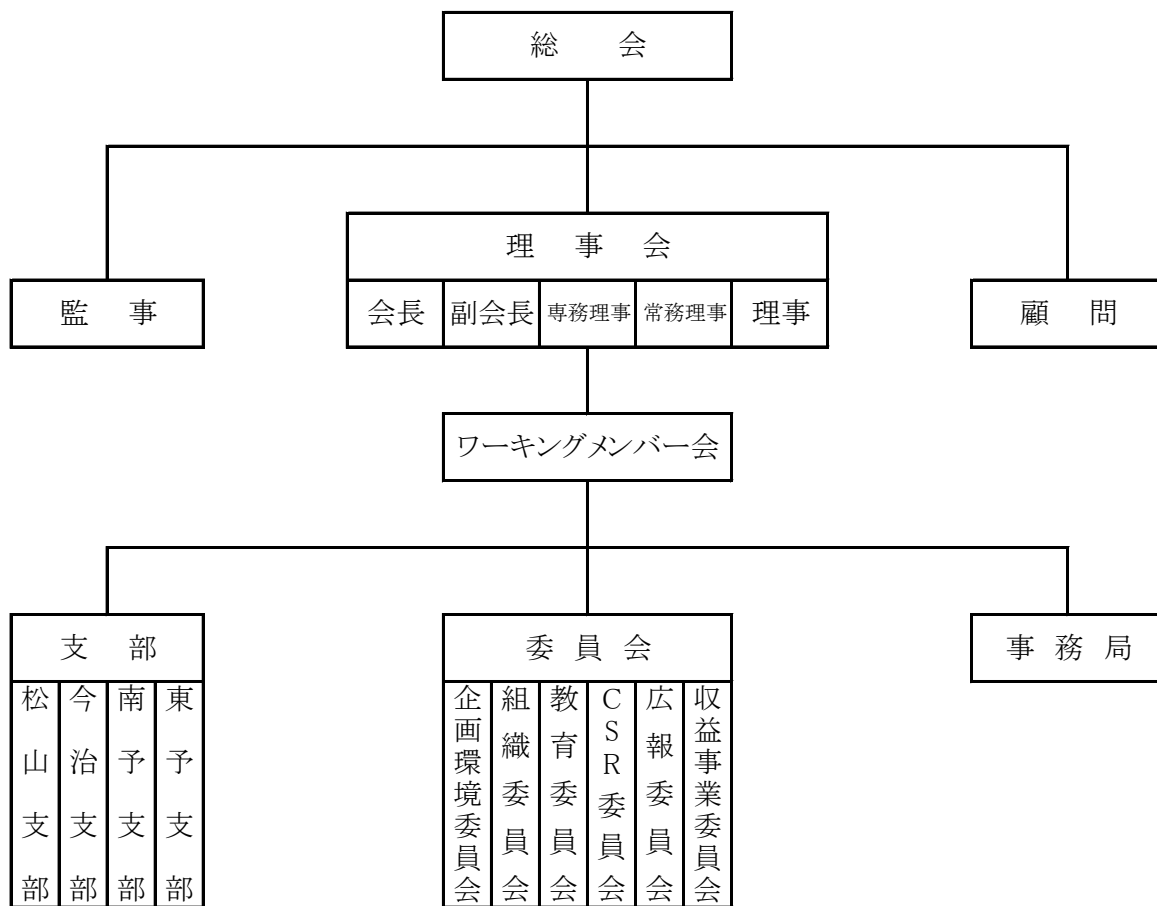 総会
理事会
監事
会長
副会長
専務理事
常務理事
理事
顧問
ワーキングメンバー会
支部
委員会
事務局
松山支部
今治支部
南予支部
東予支部
企画環境委員会
組織委員会
教育委員会
CSR委員会
広報委員会
収益事業委員会